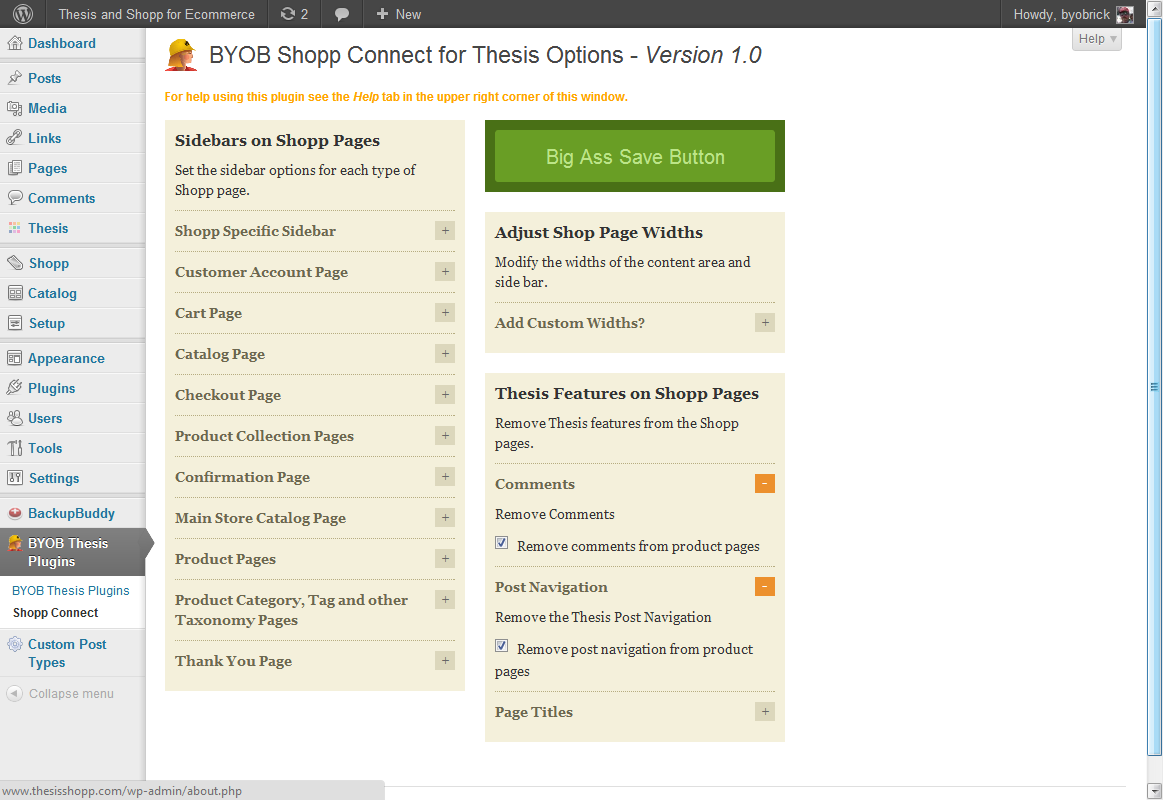 Thesis and Shopp for Ecommerce
2
New
Howdy, byobrick
Help
Dashboard
Posts
Media
Links
Pages
Comments
Thesis
Shopp
Catalog
Setup
Appearance
Plugins
Users
Tools
Settings
BackupBuddy
BYOB Thesis
Plugins
BYOB Thesis Plugins
Shopp Connect
Custom Post
Types
Collapse menu
BYOB Shopp Connect for Thesis Options - Version 1.0
For help using this plugin see the Help tab in the upper right corner of this window.
Sidebars on Shopp Pages
Set the sidebar options for each type of
Shopp page.
Shopp Specific Sidebar +
Customer Account Page +
Cart Page +
Catalog Page +
Checkout Page +
Product Collection Pages +
Confirmation Page +
Main Store Catalog Page +
Product Pages +
Product Category, Tag and other +
Taxonomy Pages
Thank You Page +
Big Ass Save Button
Adjust Shop Page Widths
Modify the widths of the content area and
side bar.
Add Custom Widths? +
Thesis Features on Shopp Pages
Remove Thesis features from the Shopp
pages.
Comments -
Remove Comments
Remove comments from product pages
Post Navigation -
Remove the Thesis Post Navigation
Remove post navigation from product
pages
Page Titles +
www.thesisshopp.com/wp-admin/about.php